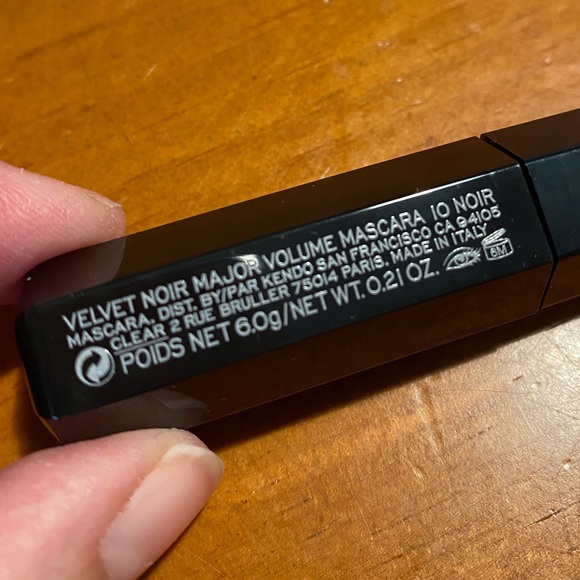 VELVET NOIR MAJOR VOLUME MASCARA 10 NOIR
MASCARA. DIST. BY/PAR KENDO SAN FRANCISCO CA 94105
CLEAR 2 RUE BRULLER 75014 PARIS. MADE IN ITALY
POIDS NET 6.0g/NET WT. 0.21 OZ.
6M